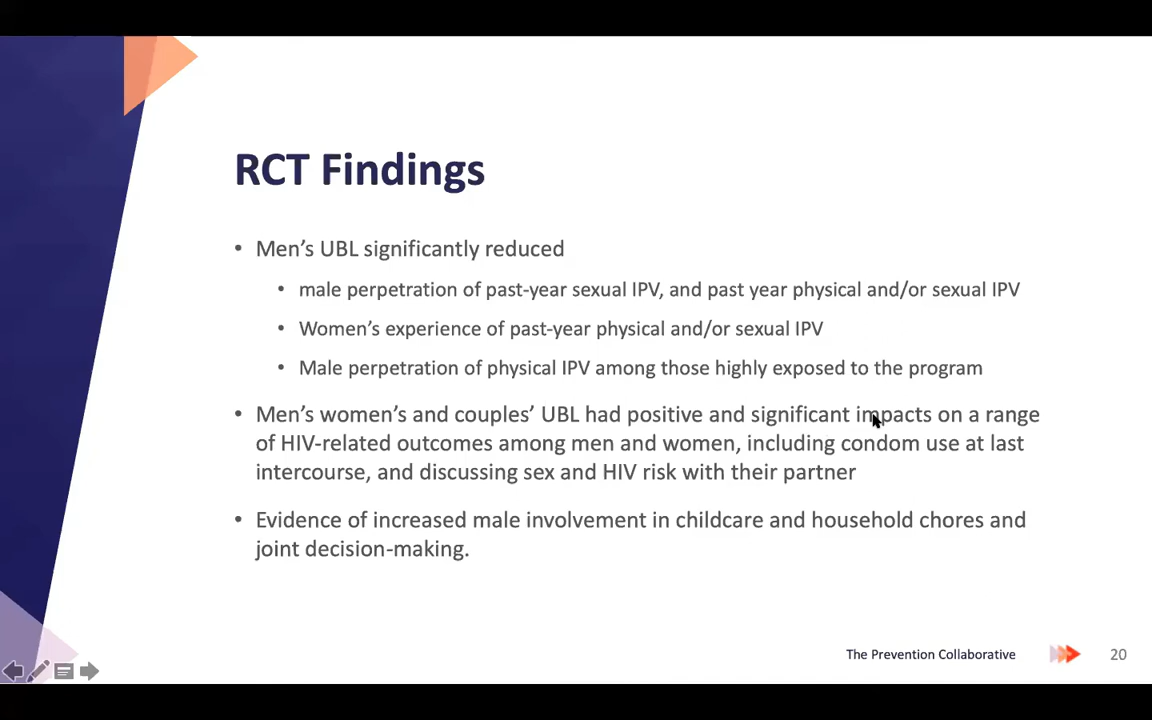 RCT Findings
• Men’s UBL significantly reduced
• male perpetration of past-year sexual IPV, and past year physical and/or sexual IPV
• Women’s experience of past-year physical and/or sexual IPV
• Male perpetration of physical IPV among those highly exposed to the program
• Men’s women’s and couples’ UBL had positive and significant impacts on a range
of HIV-related outcomes among men and women, including condom use at last
intercourse, and discussing sex and HIV risk with their partner
• Evidence of increased male involvement in childcare and household chores and
joint decision-making.
The Prevention Collaborative 20